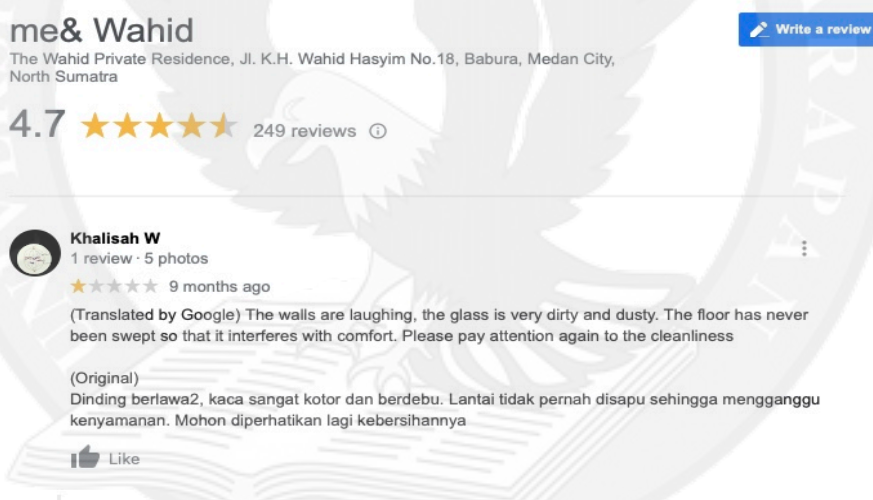 me& Wahid
Write a review
The Wahid Private Residence, Jl. K.H. Wahid Hasyim No.18, Babura, Medan City,
North Sumatra
4.7
249 reviews
Khalisah W
1 review · 5 photos
9 months ago
(Translated by Google) The walls are laughing, the glass is very dirty and dusty. The floor has never
been swept so that it interferes with comfort. Please pay attention again to the cleanliness
(Original)
Dinding berlawa2, kaca sangat kotor dan berdebu. Lantai tidak pernah disapu sehingga mengganggu
kenyamanan. Mohon diperhatikan lagi kebersihannya
Like